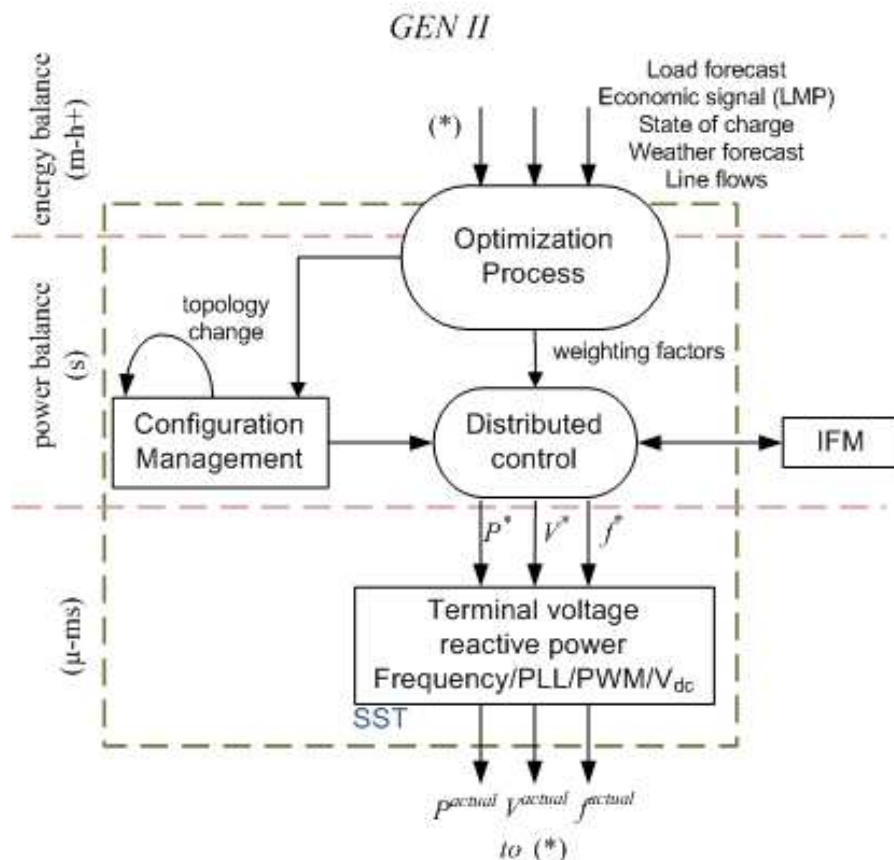 GEN II
Load forecast
Economic signal (LMP)
State of charge
Weather forecast
Line flows
(*)
energy balance
(m-h+)
Optimization
Process
topology
change
weighting factors
power balance
(s)
Configuration
Management
Distributed
control
IFM
P* V* f*
(μ-ms)
Terminal voltage
reactive power
Frequency/PLL/PWM/Vdc
SST
Pactual Vactual factual
to (*)